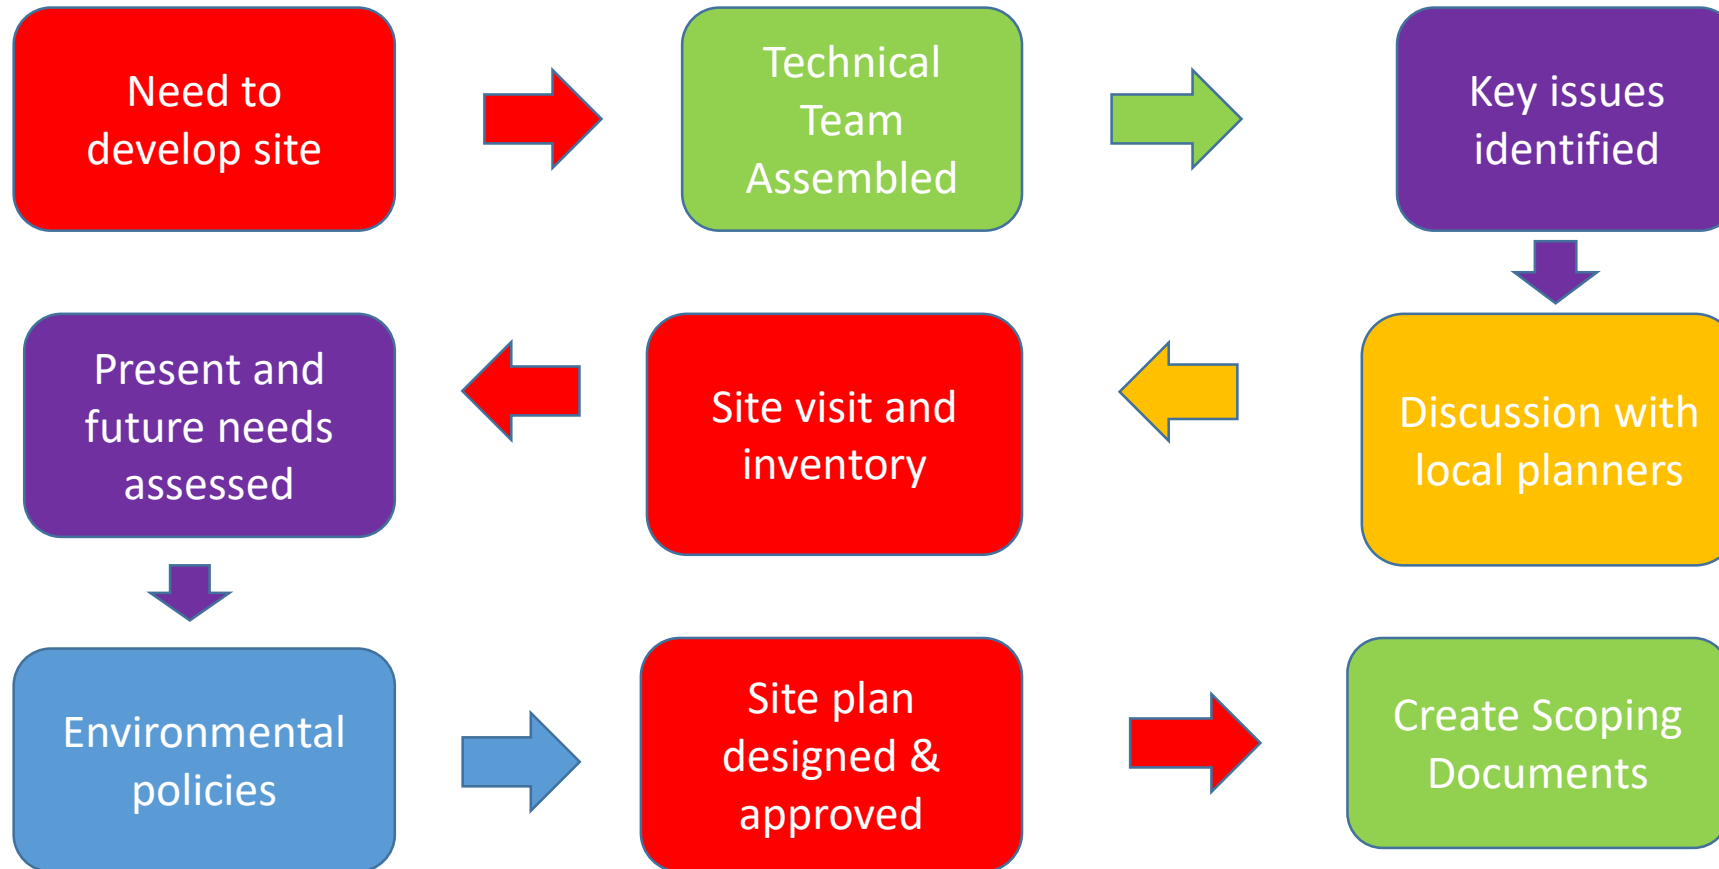 Need to
develop site
Technical
Team
Assembled
Key issues
identified
Discussion with
local planners
Site visit and
inventory
Present and
future needs
assessed
Environmental
policies
Site plan
designed &
approved
Create Scoping
Documents